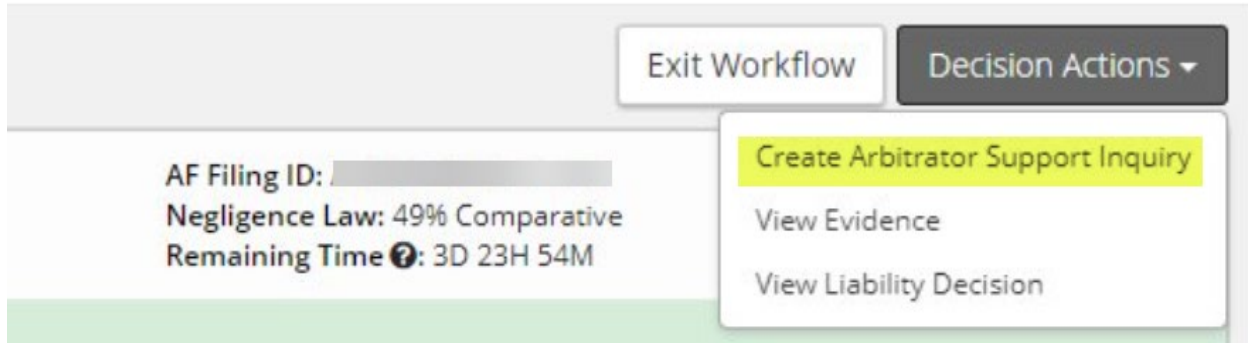 Exit Workflow
Decision Actions
Create Arbitrator Support Inquiry
View Evidence
View Liability Decision
AF Filing ID:
Negligence Law: 49% Comparative
Remaining Time ?: 3D 23H 54M